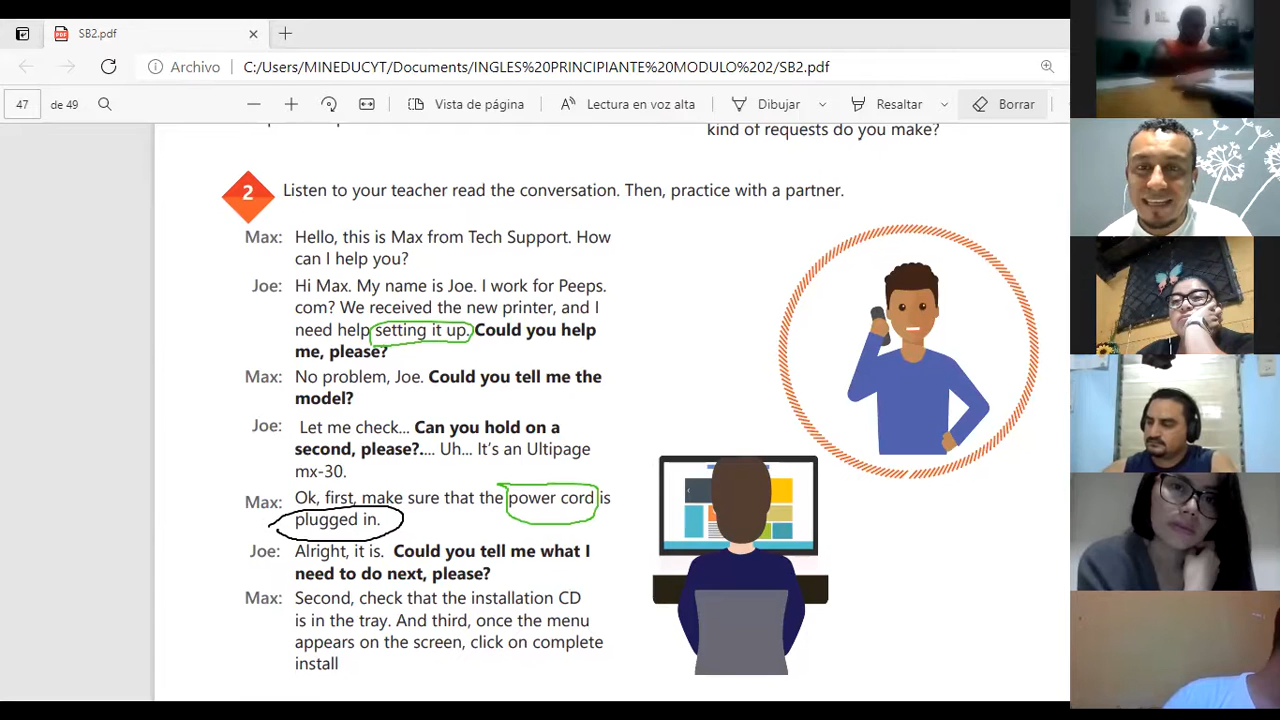 SB2.pdf
Archivo
C:/Users/MINEDUCYT/Documents/INGLES%20PRINCIPIANTE%20MODULO%202/SB2.pdf
47 de 49
Vista de página
Lectura en voz alta
Dibujar
Resaltar
Borrar
kind of requests do you make?
2
Listen to your teacher read the conversation. Then, practice with a partner.
Max: Hello, this is Max from Tech Support. How
can I help you?
Joe: Hi Max. My name is Joe. I work for Peeps.
com? We received the new printer, and I
need help setting it up. Could you help
me, please?
Max: No problem, Joe. Could you tell me the
model?
Joe: Let me check... Can you hold on a
second, please?.... Uh... It's an Ultipage
mx-30.
Max: Ok, first, make sure that the power cord is
plugged in.
Joe: Alright, it is. Could you tell me what I
need to do next, please?
Max: Second, check that the installation CD
is in the tray. And third, once the menu
appears on the screen, click on complete
install